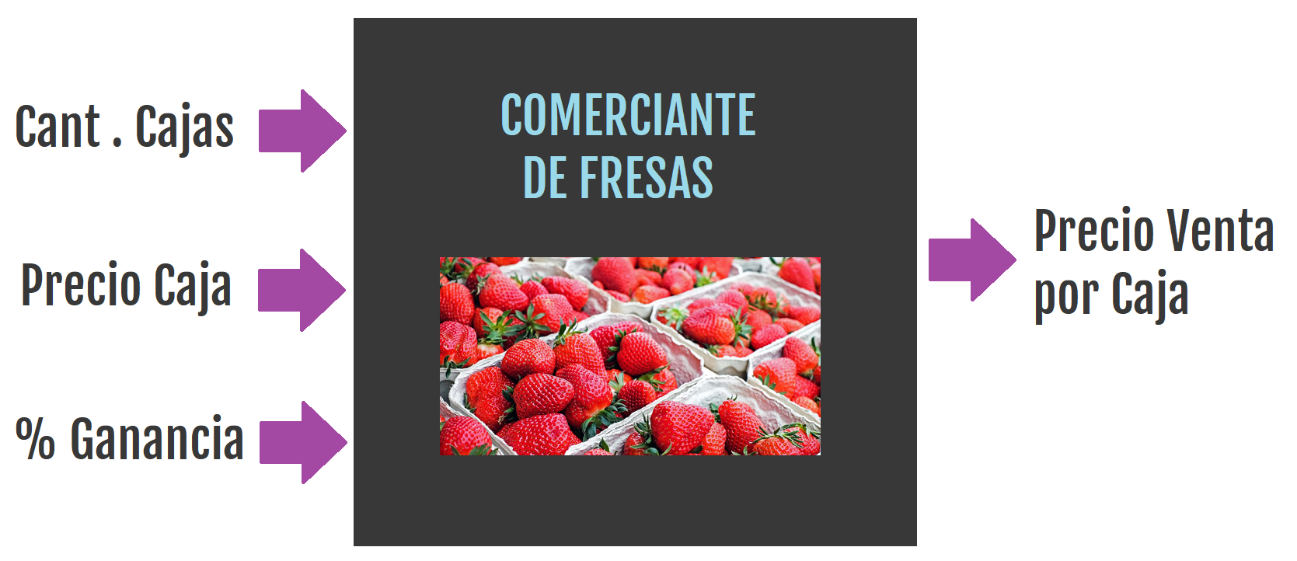 Cant . Cajas
Precio Caja
% Ganancia
COMERCIANTE
DE FRESAS
Precio Venta
por Caja